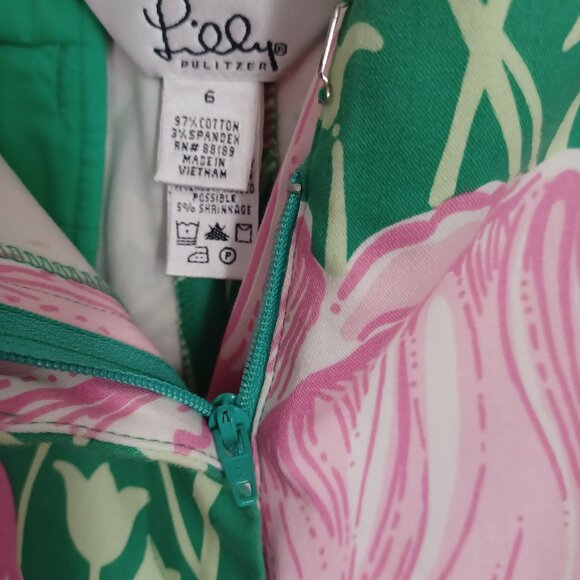 Lilly®
PULITZER
6
97% COTTON
3% SPANDEX
RN# 88189
MADE IN
VIETNAM
POSSIBLE
5% SHRINKAGE
P